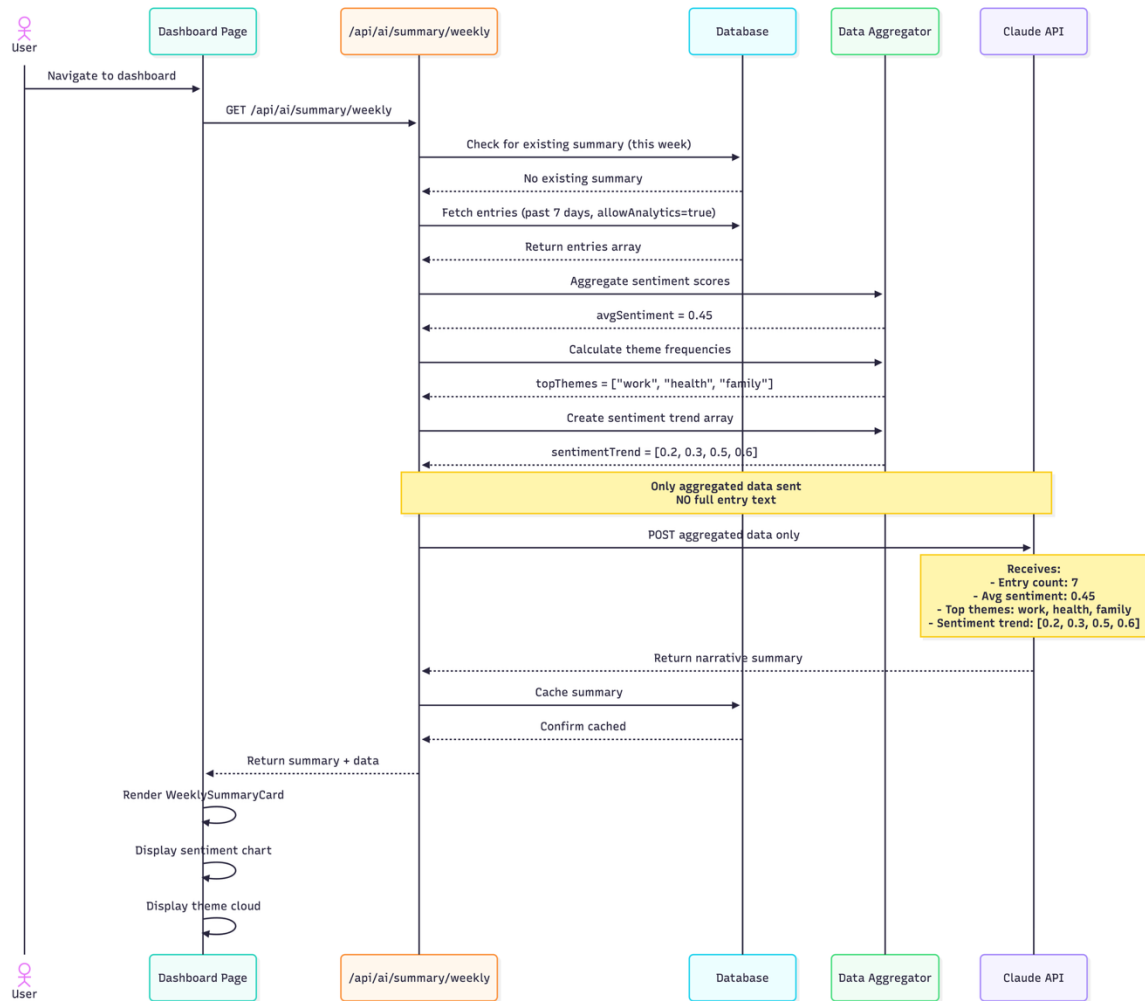 User
Dashboard Page
/api/ai/summary/weekly
Database
Data Aggregator
Claude API
Navigate to dashboard
GET /api/ai/summary/weekly
Check for existing summary (this week)
No existing summary
Fetch entries (past 7 days, allowAnalytics=true)
Return entries array
Aggregate sentiment scores
avgSentiment = 0.45
Calculate theme frequencies
topThemes = ["work", "health", "family"]
Create sentiment trend array
sentimentTrend = [0.2, 0.3, 0.5, 0.6]
Only aggregated data sent
NO full entry text
POST aggregated data only
Receives:
- Entry count: 7
- Avg sentiment: 0.45
- Top themes: work, health, family
- Sentiment trend: [0.2, 0.3, 0.5, 0.6]
Return narrative summary
Cache summary
Confirm cached
Return summary + data
Render WeeklySummaryCard
Display sentiment chart
Display theme cloud
User
Dashboard Page
/api/ai/summary/weekly
Database
Data Aggregator
Claude API